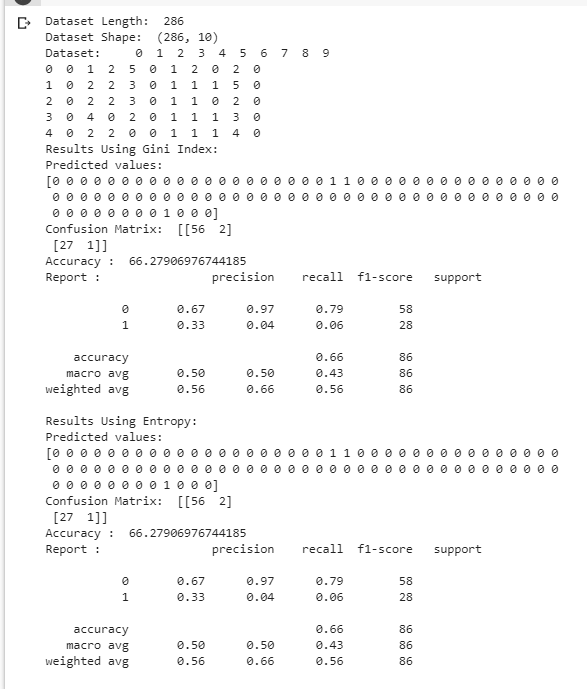 Dataset Length:  286
Dataset Shape:  (286, 10)
Dataset:     0 1 2 3 4 5 6 7 8 9
0 0 1 2 5 0 1 2 0 2 0
1 0 2 2 3 0 1 1 1 5 0
2 0 2 2 3 0 1 1 0 2 0
3 0 4 0 2 0 1 1 1 3 0
4 0 2 2 0 0 1 1 1 4 0
Results Using Gini Index:
Predicted values:
[0 0 0 0 0 0 0 0 0 0 0 0 0 0 0 0 0 0 0 0 1 1 0 0 0 0 0 0 0 0 0 0 0 0 0 0 0
0 0 0 0 0 0 0 0 0 0 0 0 0 0 0 0 0 0 0 0 0 0 0 0 0 0 0 0 0 0 0 0 0 0 0 0 0
0 0 0 0 0 0 0 0 1 0 0 0]
Confusion Matrix:  [[56  2]
[27  1]]
Accuracy :  66.27906976744185
Report :                precision    recall  f1-score   support
0       0.67      0.97      0.79        58
1       0.33      0.04      0.06        28
accuracy                           0.66        86
macro avg       0.50      0.50      0.43        86
weighted avg       0.56      0.66      0.56        86
Results Using Entropy:
Predicted values:
[0 0 0 0 0 0 0 0 0 0 0 0 0 0 0 0 0 0 0 0 1 1 0 0 0 0 0 0 0 0 0 0 0 0 0 0 0
0 0 0 0 0 0 0 0 0 0 0 0 0 0 0 0 0 0 0 0 0 0 0 0 0 0 0 0 0 0 0 0 0 0 0 0 0
0 0 0 0 0 0 0 0 1 0 0 0]
Confusion Matrix:  [[56  2]
[27  1]]
Accuracy :  66.27906976744185
Report :                precision    recall  f1-score   support
0       0.67      0.97      0.79        58
1       0.33      0.04      0.06        28
accuracy                           0.66        86
macro avg       0.50      0.50      0.43        86
weighted avg       0.56      0.66      0.56        86